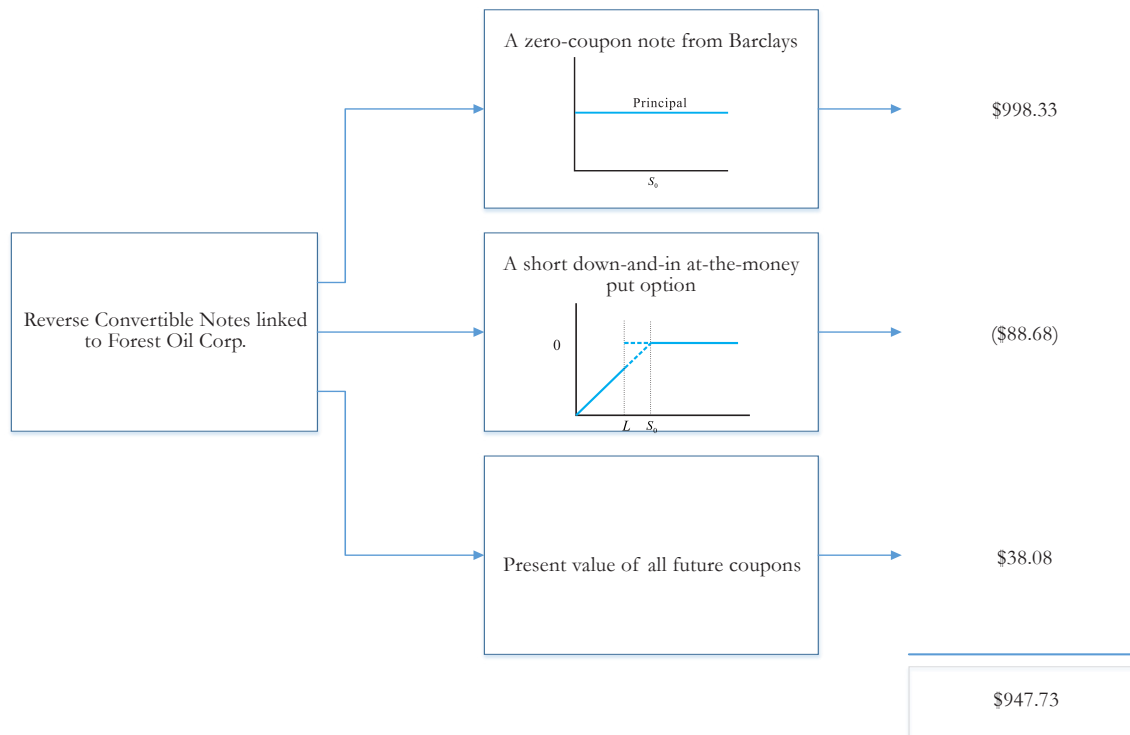 A zero-coupon note from Barclays
Principal
S₀
$998.33
Reverse Convertible Notes linked
to Forest Oil Corp.
A short down-and-in at-the-money
put option
0
L S₀
($88.68)
Present value of all future coupons
$38.08
$947.73